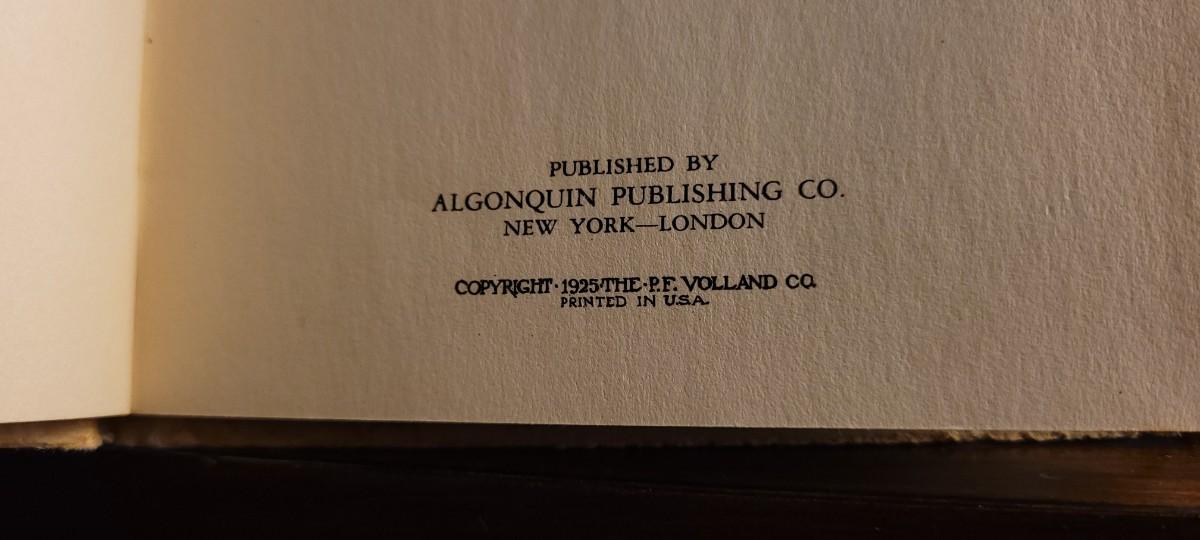 PUBLISHED BY
ALGONQUIN PUBLISHING CO.
NEW YORK—LONDON
COPYRIGHT · 1925 · THE · P. F. VOLLAND CO.
PRINTED IN U.S.A.